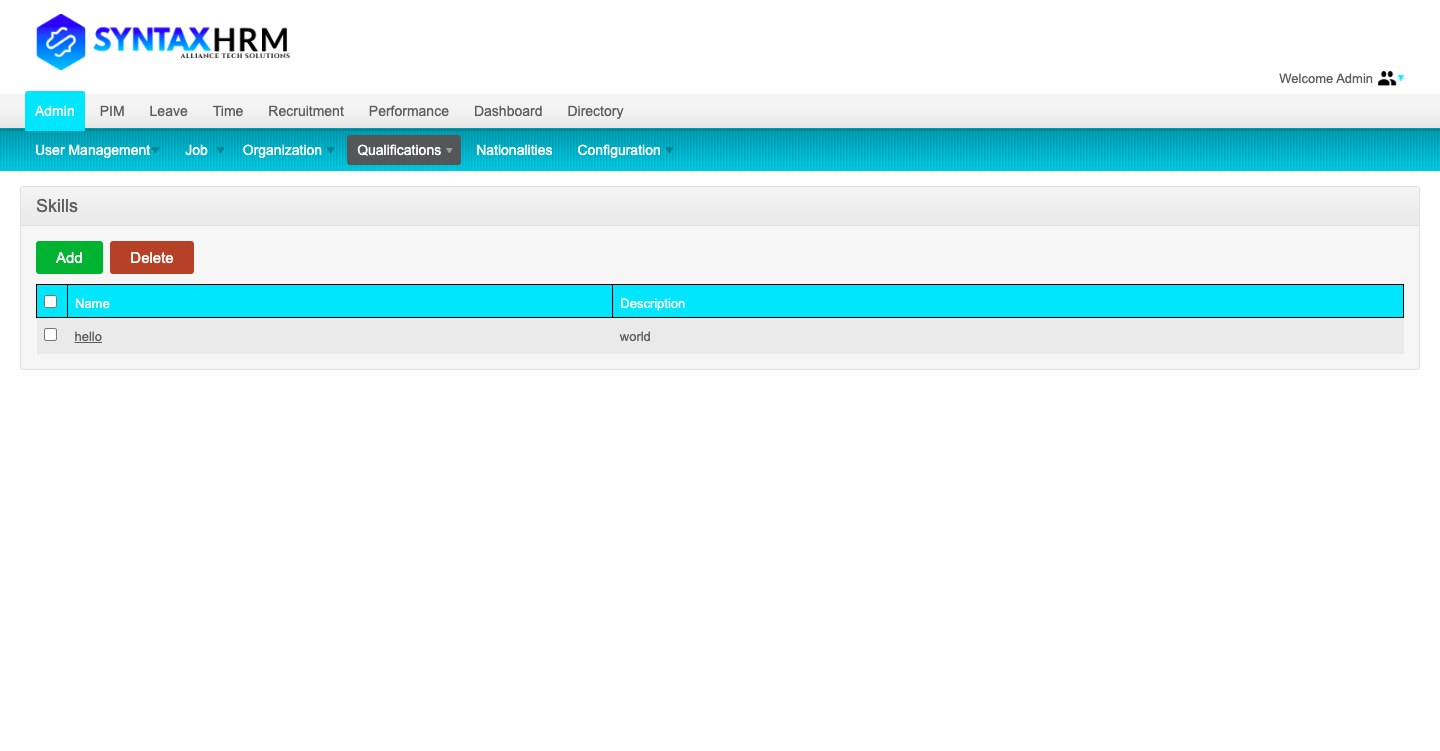 SYNTAXHRM
ALLIANCE TECH SOLUTIONS
Welcome Admin
Admin PIM Leave Time Recruitment Performance Dashboard Directory
User Management Job Organization Qualifications Nationalities Configuration
Skills
Add Delete
Name Description
hello world